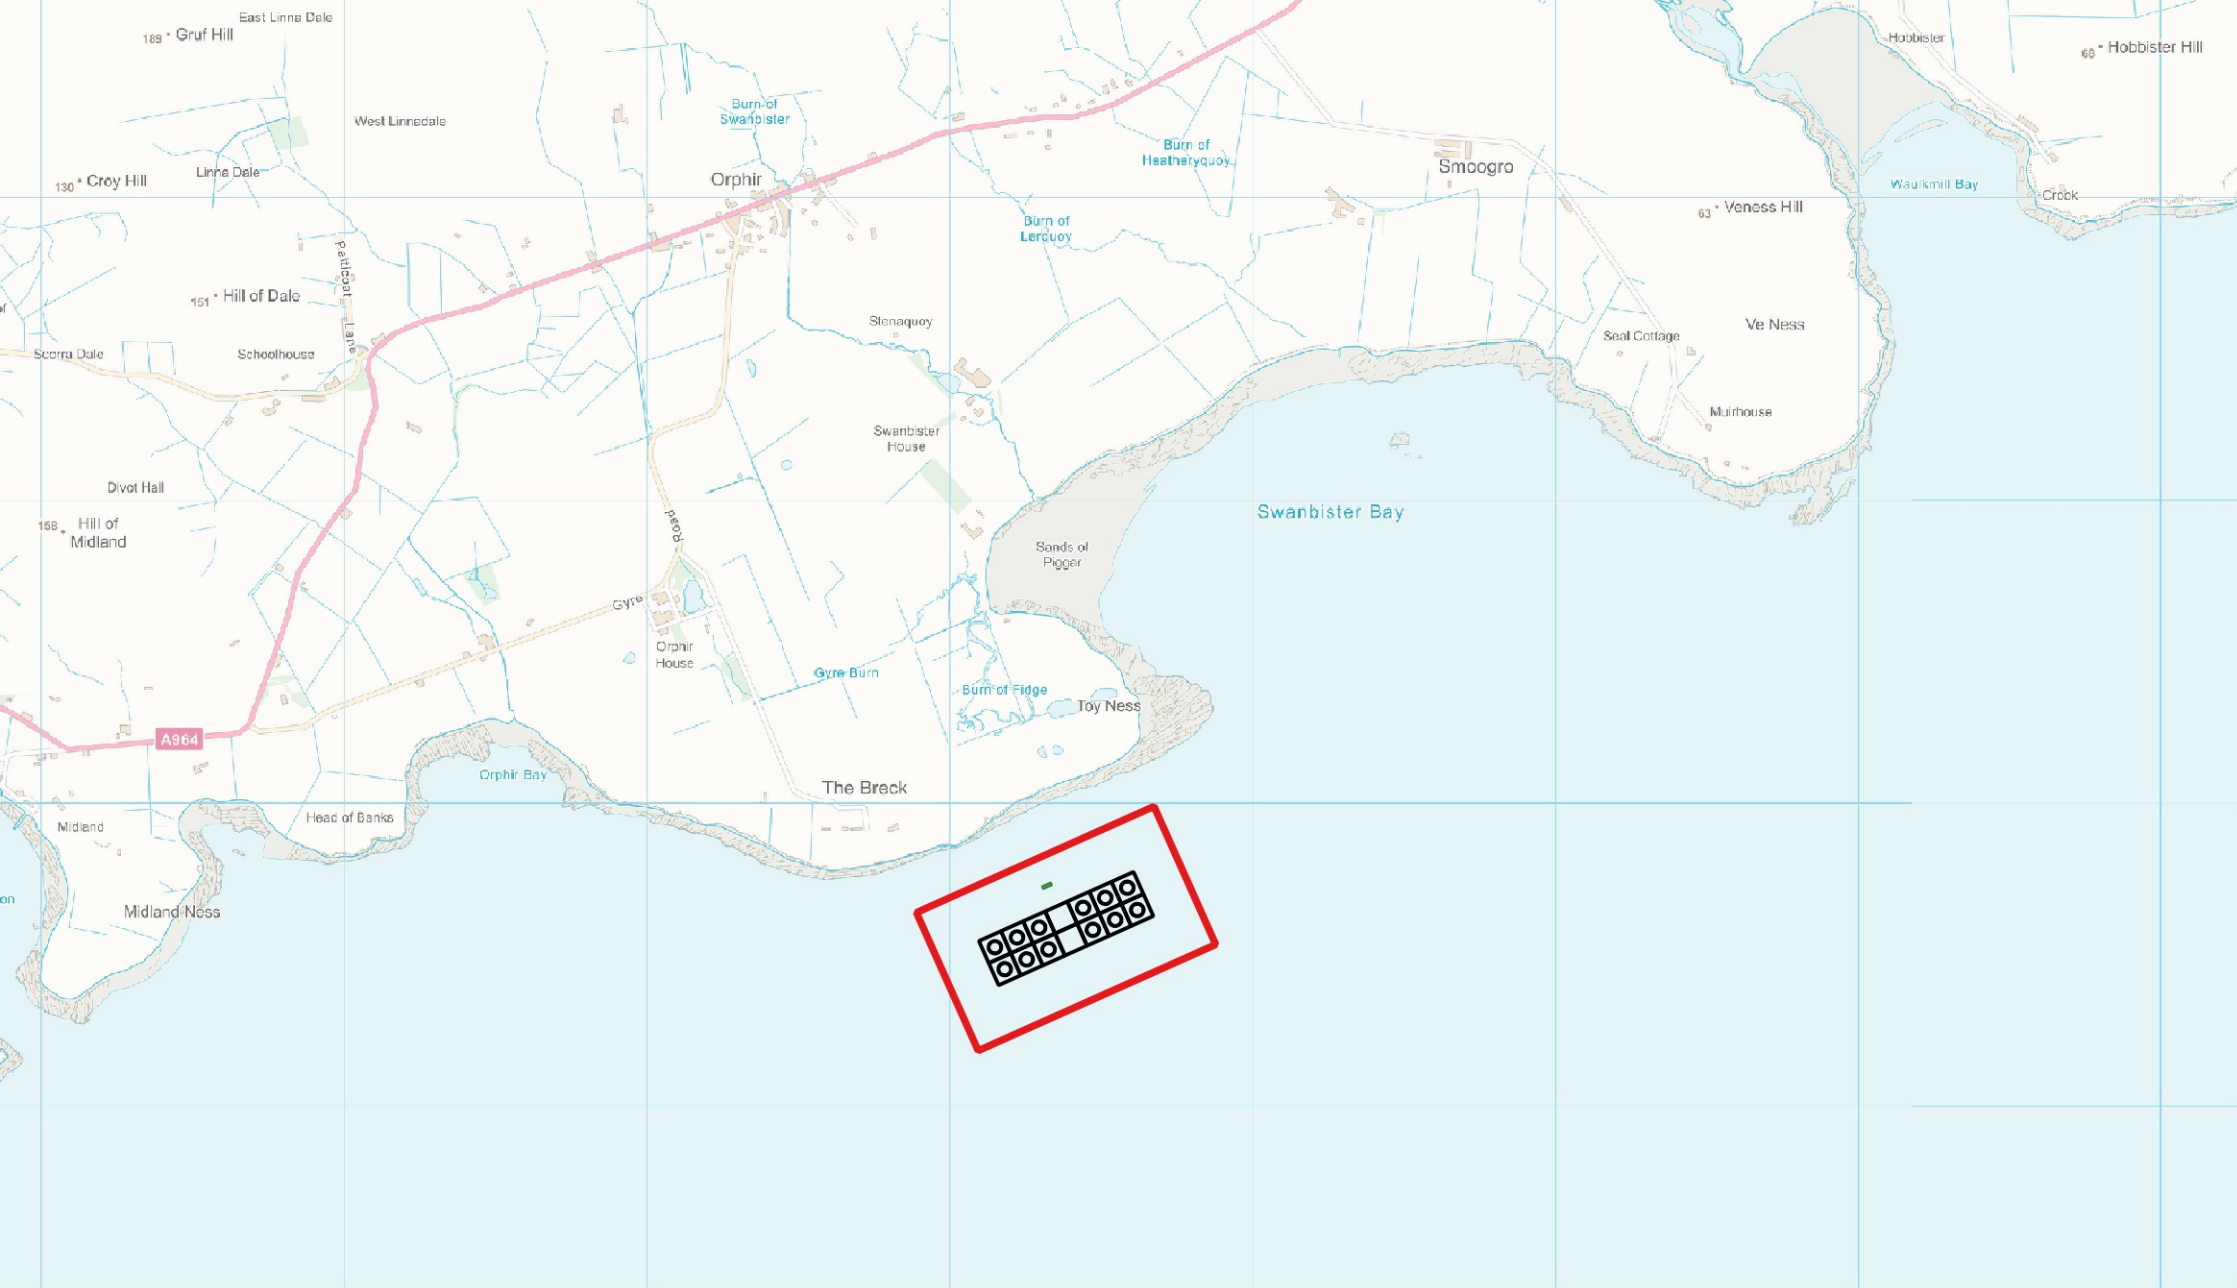 East Linna Dale
189 Gruf Hill
Hobbister
68 Hobbister Hill
Burn of
Swanbister
West Linnadale
Burn of
Heatheryquoy
Smoogro
Linna Dale
130 Croy Hill
Orphir
Waulkmill Bay
Crook
63 Veness Hill
Burn of
Lerquoy
Petticoat Lane
151 Hill of Dale
Stenaquoy
Ve Ness
Seal Cottage
Scorra Dale
Schoolhouse
Muirhouse
Swanbister
House
Divot Hall
Swanbister Bay
158 Hill of
Midland
Gyre Road
Sands of
Piggar
Orphir
House
Gyre Burn
Burn of Fidge
Toy Ness
A964
Orphir Bay
The Breck
Head of Banks
Midland
on
Midland Ness